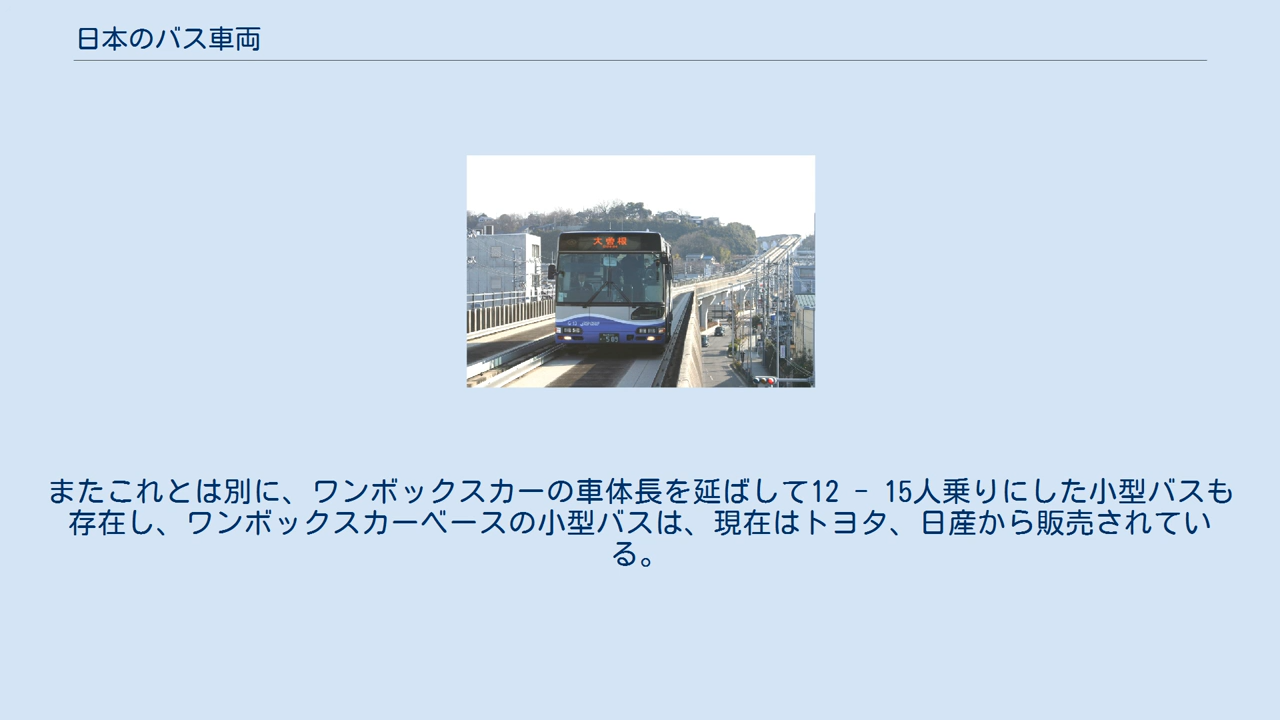 日本のバス車両
大曽根
またこれとは別に、ワンボックスカーの車体長を延ばして12 - 15人乗りにした小型バスも
存在し、ワンボックスカーベースの小型バスは、現在はトヨタ、日産から販売されてい
る。